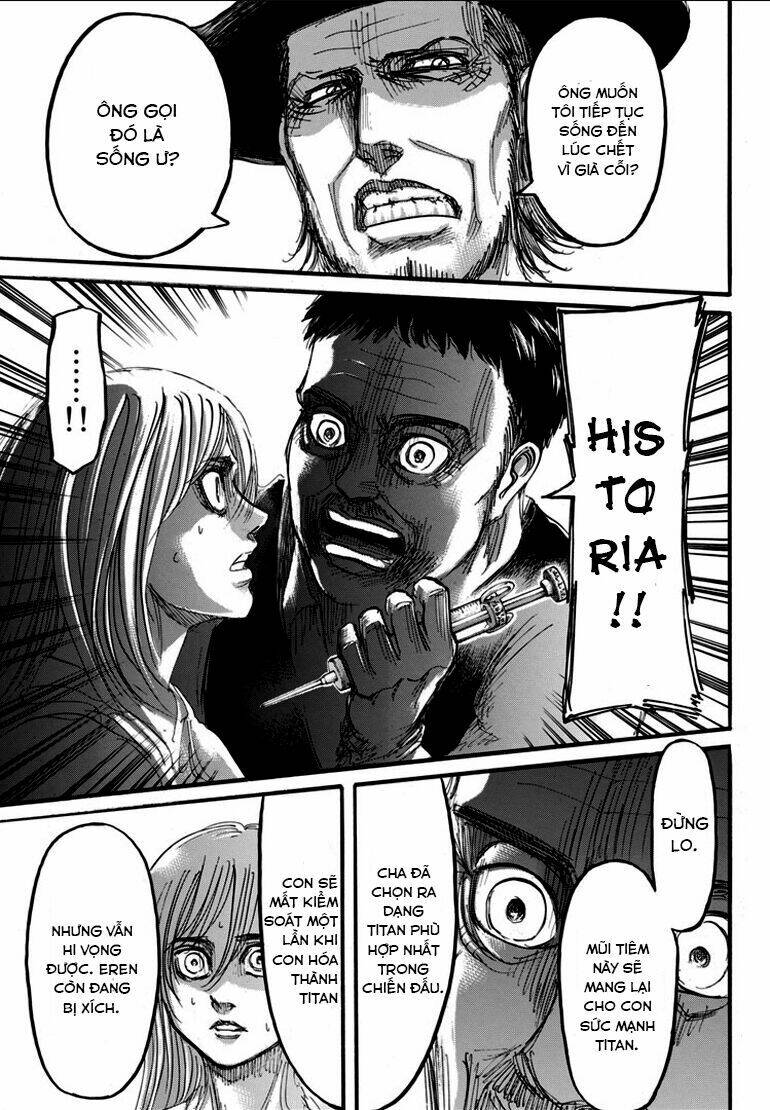 ÔNG MUỐN
TÔI TIẾP TỤC
SỐNG ĐẾN
LÚC CHẾT
VÌ GIÀ CỖI?
ÔNG GỌI
ĐÓ LÀ
SỐNG Ư?
HIS
TO
RIA
!!
......!!
ĐỪNG
LO.
MŨI TIÊM
NÀY SẼ
MANG LẠI
CHO CON
SỨC MẠNH
TITAN.
CHA ĐÃ
CHỌN RA
DẠNG
TITAN PHÙ
HỢP NHẤT
TRONG
CHIẾN ĐẤU.
CON SẼ
MẤT KIỂM
SOÁT MỘT
LẦN KHI
CON HÓA
THÀNH
TITAN
NHƯNG VẪN
HI VỌNG
ĐƯỢC. EREN
CÒN ĐANG
BỊ XÍCH.